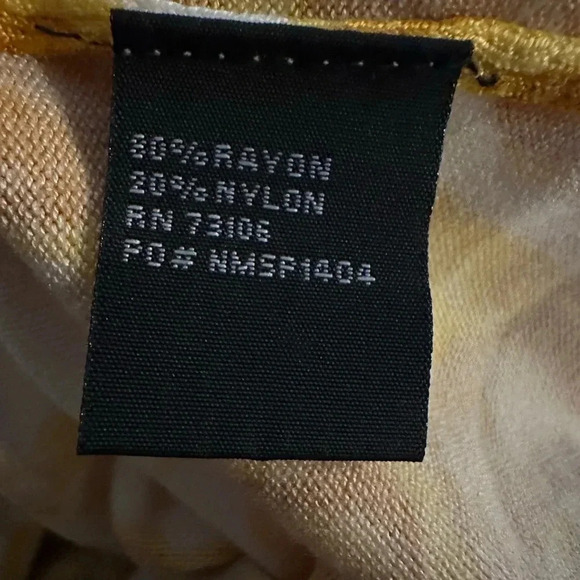 80% RAYON
20% NYLON
RN 73106
PO# NMSP1404